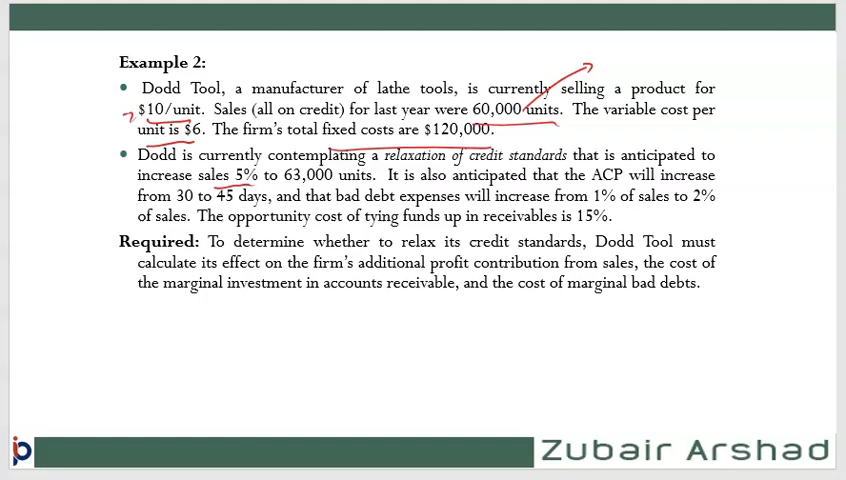 Example 2:
• Dodd Tool, a manufacturer of lathe tools, is currently selling a product for
$10/unit. Sales (all on credit) for last year were 60,000 units. The variable cost per
unit is $6. The firm's total fixed costs are $120,000.
• Dodd is currently contemplating a relaxation of credit standards that is anticipated to
increase sales 5% to 63,000 units. It is also anticipated that the ACP will increase
from 30 to 45 days, and that bad debt expenses will increase from 1% of sales to 2%
of sales. The opportunity cost of tying funds up in receivables is 15%.
Required: To determine whether to relax its credit standards, Dodd Tool must
calculate its effect on the firm's additional profit contribution from sales, the cost of
the marginal investment in accounts receivable, and the cost of marginal bad debts.
Zubair Arshad